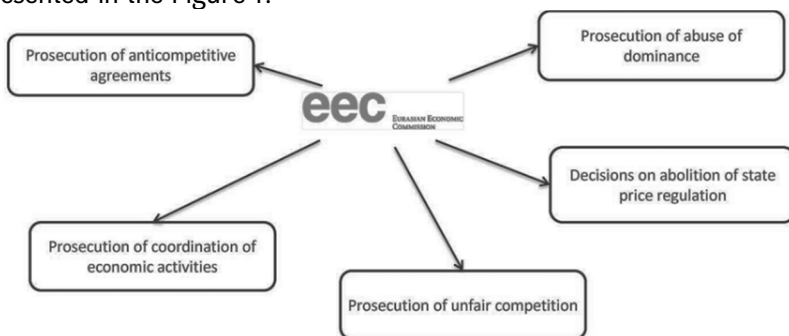 esented in the Figure 1.
Prosecution of anticompetitive
agreements
Prosecution of abuse of
dominance
eec EURASIAN ECONOMIC
COMMISSION
Decisions on abolition of state
price regulation
Prosecution of coordination of
economic activities
Prosecution of unfair competition